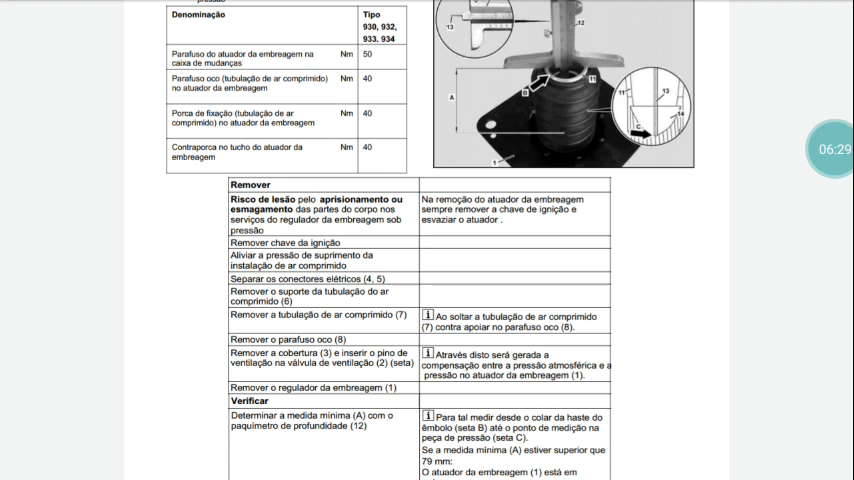 pressão
Denominação
Tipo
930, 932,
933, 934
Parafuso do atuador da embreagem na
caixa de mudanças
Nm
50
Parafuso oco (tubulação de ar comprimido)
no atuador da embreagem
Nm
40
Porca de fixação (tubulação de ar
comprimido) no atuador da embreagem
Nm
40
Contraporca no tucho do atuador da
embreagem
Nm
40
13
12
A
B
11
1
11
13
14
C
06:29
Remover
Risco de lesão pelo aprisionamento ou
esmagamento das partes do corpo nos
serviços do regulador da embreagem sob
pressão
Na remoção do atuador da embreagem
sempre remover a chave de ignição e
esvaziar o atuador .
Remover chave da ignição
Aliviar a pressão de suprimento da
instalação de ar comprimido
Separar os conectores elétricos (4, 5)
Remover o suporte da tubulação do ar
comprimido (6)
Remover a tubulação de ar comprimido (7)
i Ao soltar a tubulação de ar comprimido
(7) contra apoiar no parafuso oco (8).
Remover o parafuso oco (8)
Remover a cobertura (3) e inserir o pino de
ventilação na válvula de ventilação (2) (seta)
i Através disto será gerada a
compensação entre a pressão atmosférica e a
pressão no atuador da embreagem (1).
Remover o regulador da embreagem (1)
Verificar
Determinar a medida mínima (A) com o
paquímetro de profundidade (12)
i Para tal medir desde o colar da haste do
êmbolo (seta B) até o ponto de medição na
peça de pressão (seta C).
Se a medida mínima (A) estiver superior que
79 mm:
O atuador da embreagem (1) está em